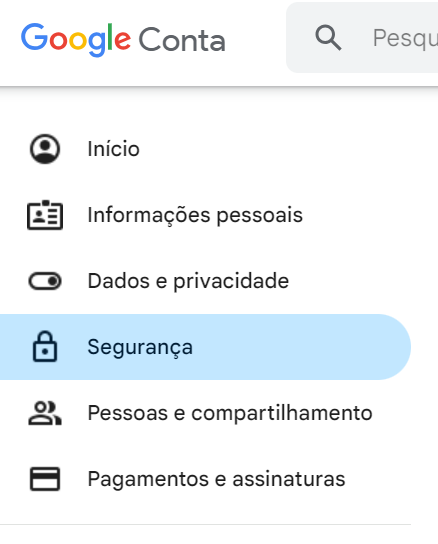 Google Conta
Pesqu
Início
Informações pessoais
Dados e privacidade
Segurança
Pessoas e compartilhamento
Pagamentos e assinaturas